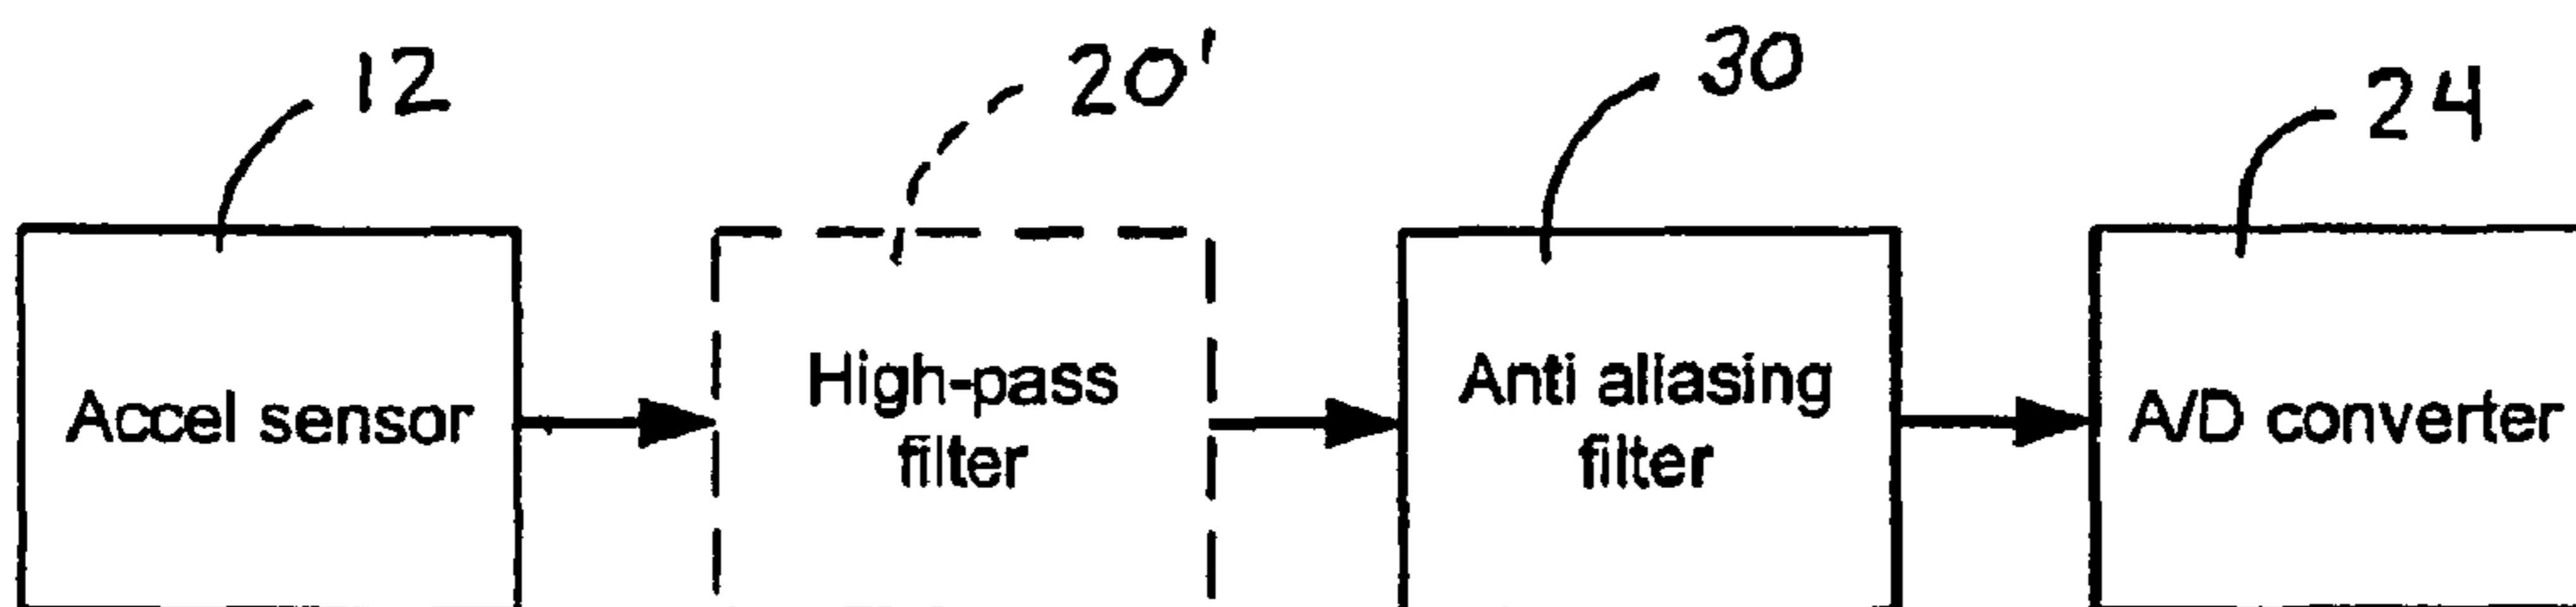 12
20'
30
24
Accel sensor
High-pass
filter
Anti aliasing
filter
A/D converter